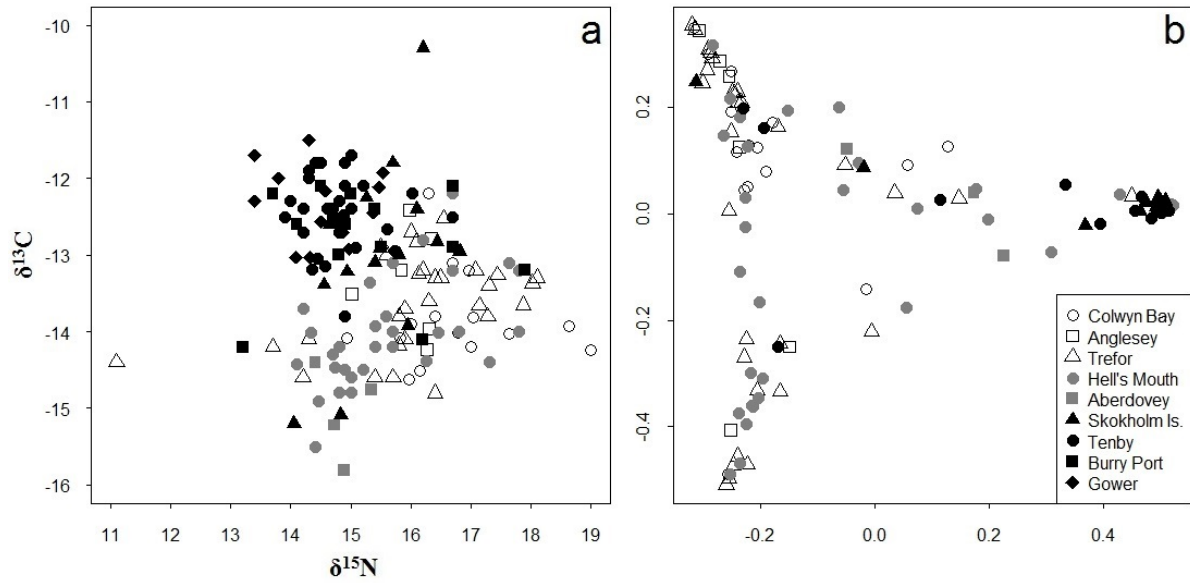 a
δ¹³C
-10
-11
-12
-13
-14
-15
-16
11 12 13 14 15 16 17 18 19
δ¹⁵N
b
0.2
0.0
-0.2
-0.4
-0.2 0.0 0.2 0.4
Colwyn Bay
Anglesey
Trefor
Hell's Mouth
Aberdovey
Skokholm Is.
Tenby
Burry Port
Gower